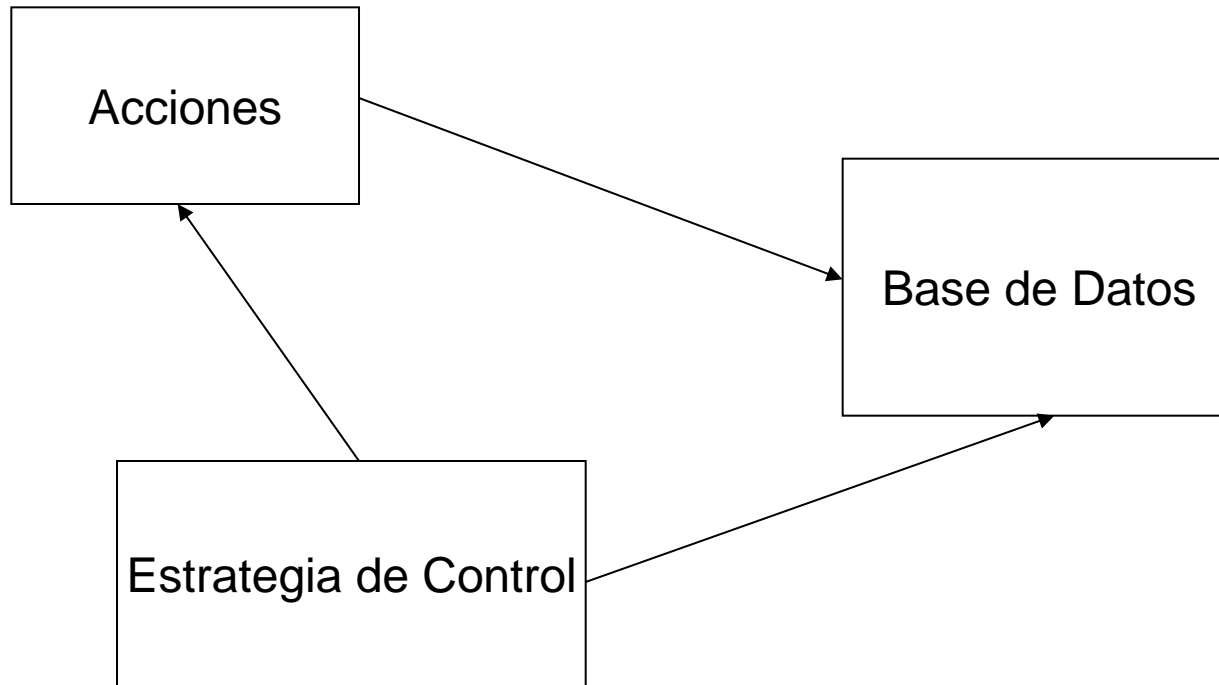 Acciones
Base de Datos
Estrategia de Control